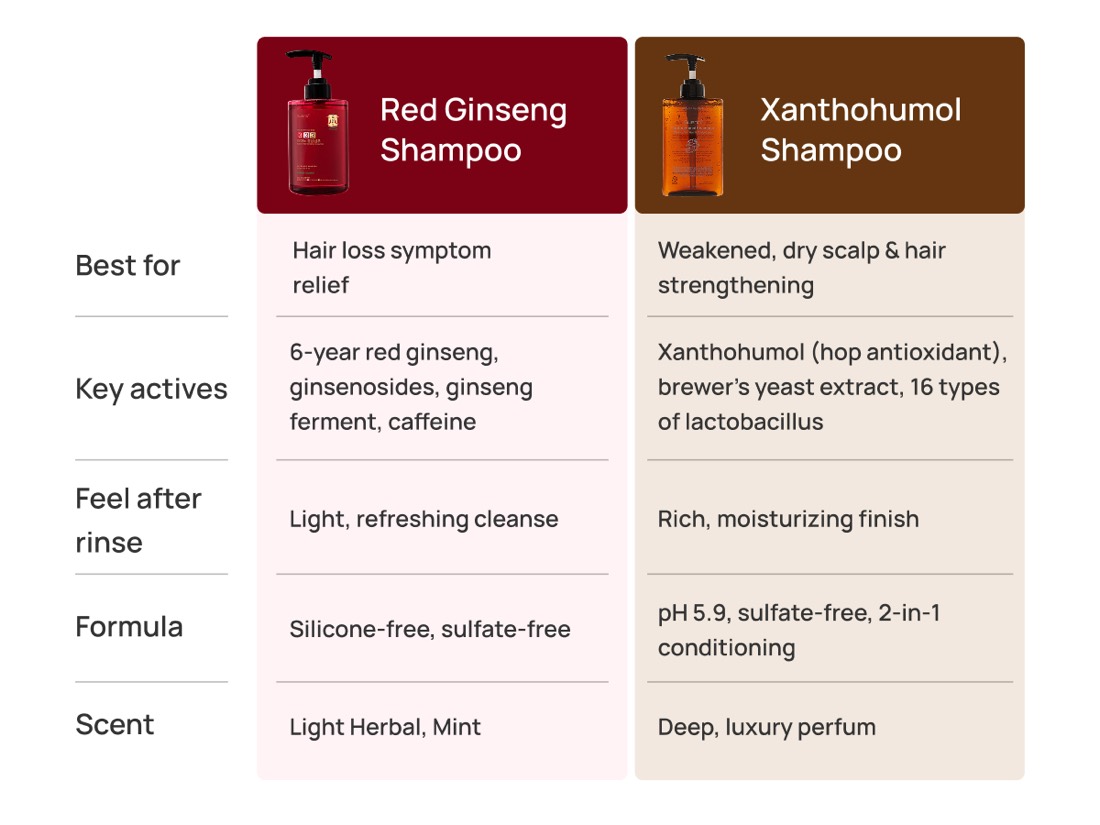 Red Ginseng
Shampoo
Xanthohumol
Shampoo
Best for
Hair loss symptom
relief
Weakened, dry scalp & hair
strengthening
Key actives
6-year red ginseng,
ginsenosides, ginseng
ferment, caffeine
Xanthohumol (hop antioxidant),
brewer's yeast extract, 16 types
of lactobacillus
Feel after
rinse
Light, refreshing cleanse
Rich, moisturizing finish
Formula
Silicone-free, sulfate-free
pH 5.9, sulfate-free, 2-in-1
conditioning
Scent
Light Herbal, Mint
Deep, luxury perfum